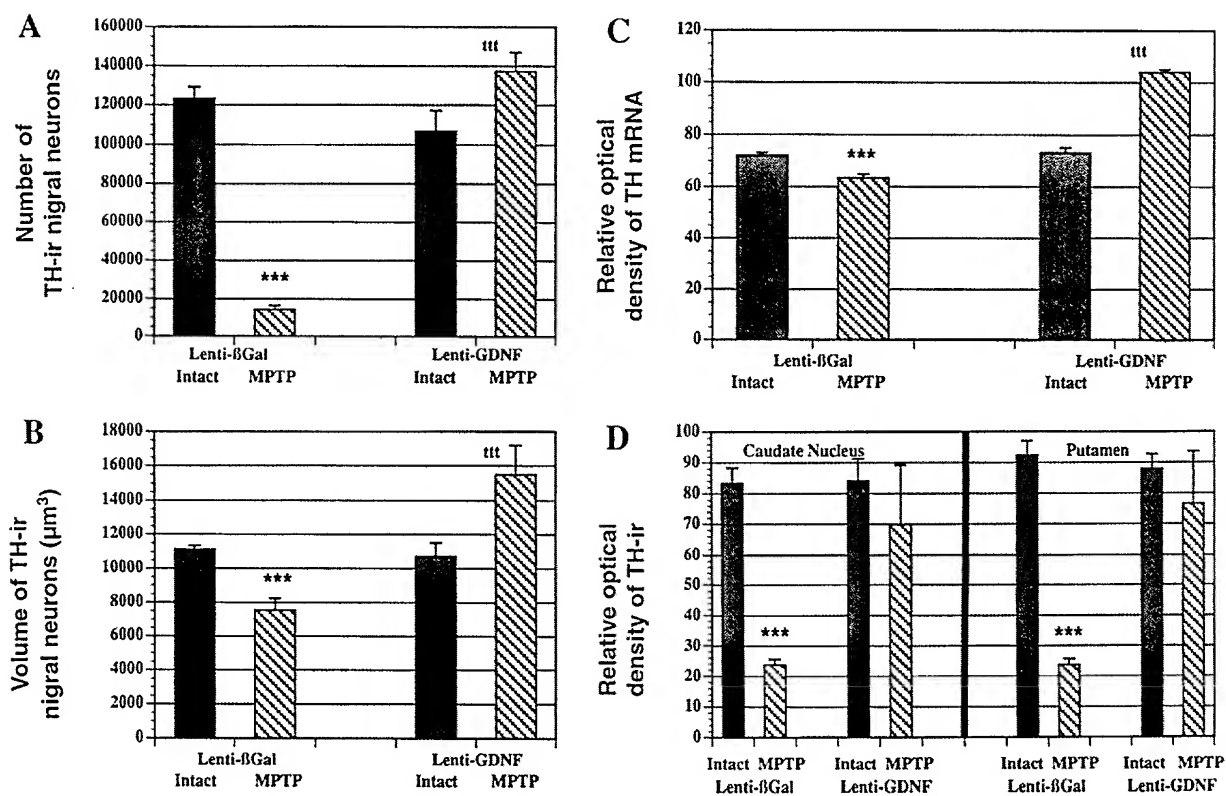 A
Number of
TH-ir nigral neurons
160000
140000
120000
100000
80000
60000
40000
20000
0
***
ttt
Lenti-ßGal
Lenti-GDNF
Intact MPTP
Intact MPTP
B
Volume of TH-ir
nigral neurons (µm³)
18000
16000
14000
12000
10000
8000
6000
4000
2000
0
***
ttt
Lenti-ßGal
Lenti-GDNF
Intact MPTP
Intact MPTP
C
Relative optical
density of TH mRNA
120
100
80
60
40
20
0
***
ttt
Lenti-ßGal
Lenti-GDNF
Intact MPTP
Intact MPTP
D
Relative optical
density of TH-ir
100
90
80
70
60
50
40
30
20
10
0
Caudate Nucleus
Putamen
***
***
Intact MPTP
Intact MPTP
Intact MPTP
Intact MPTP
Lenti-ßGal
Lenti-GDNF
Lenti-ßGal
Lenti-GDNF